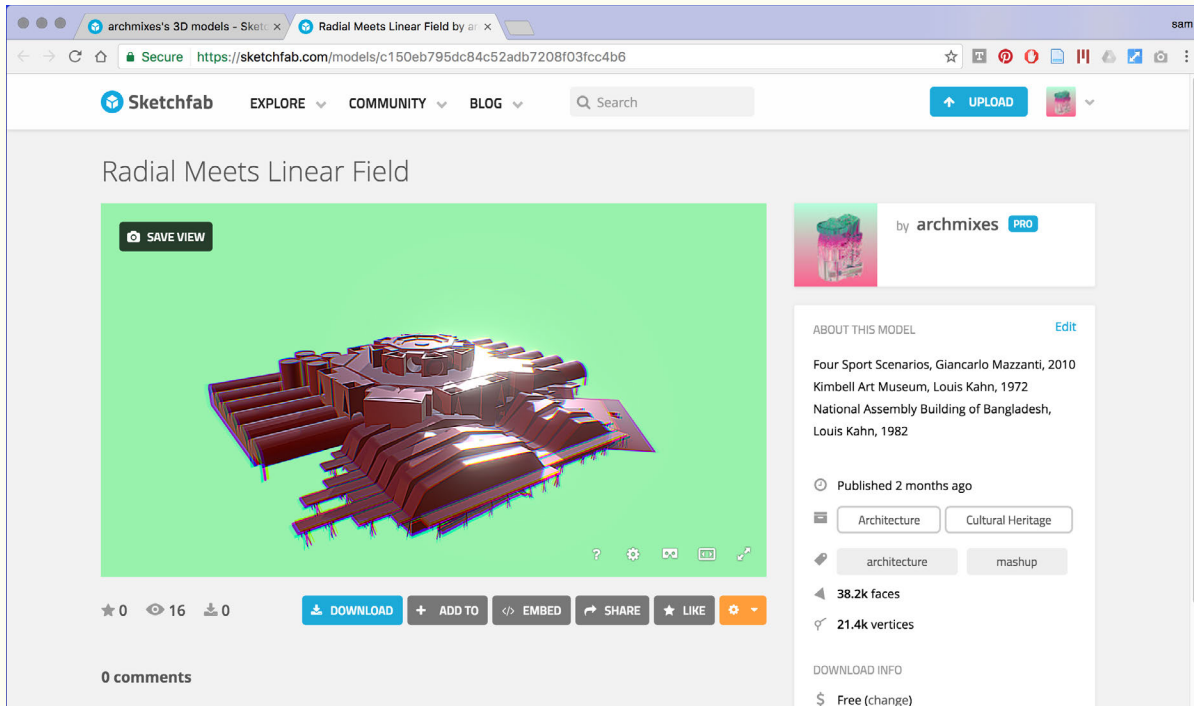 archmixes's 3D models - Sketc
Radial Meets Linear Field by ar
sam
Secure https://sketchfab.com/models/c150eb795dc84c52adb7208f03fcc4b6
Sketchfab EXPLORE COMMUNITY BLOG Search UPLOAD
Radial Meets Linear Field
SAVE VIEW
?
0 16 0 DOWNLOAD + ADD TO </> EMBED SHARE LIKE
0 comments
by archmixes PRO
ABOUT THIS MODEL Edit
Four Sport Scenarios, Giancarlo Mazzanti, 2010
Kimbell Art Museum, Louis Kahn, 1972
National Assembly Building of Bangladesh,
Louis Kahn, 1982
Published 2 months ago
Architecture Cultural Heritage
architecture mashup
38.2k faces
21.4k vertices
DOWNLOAD INFO
$ Free (change)